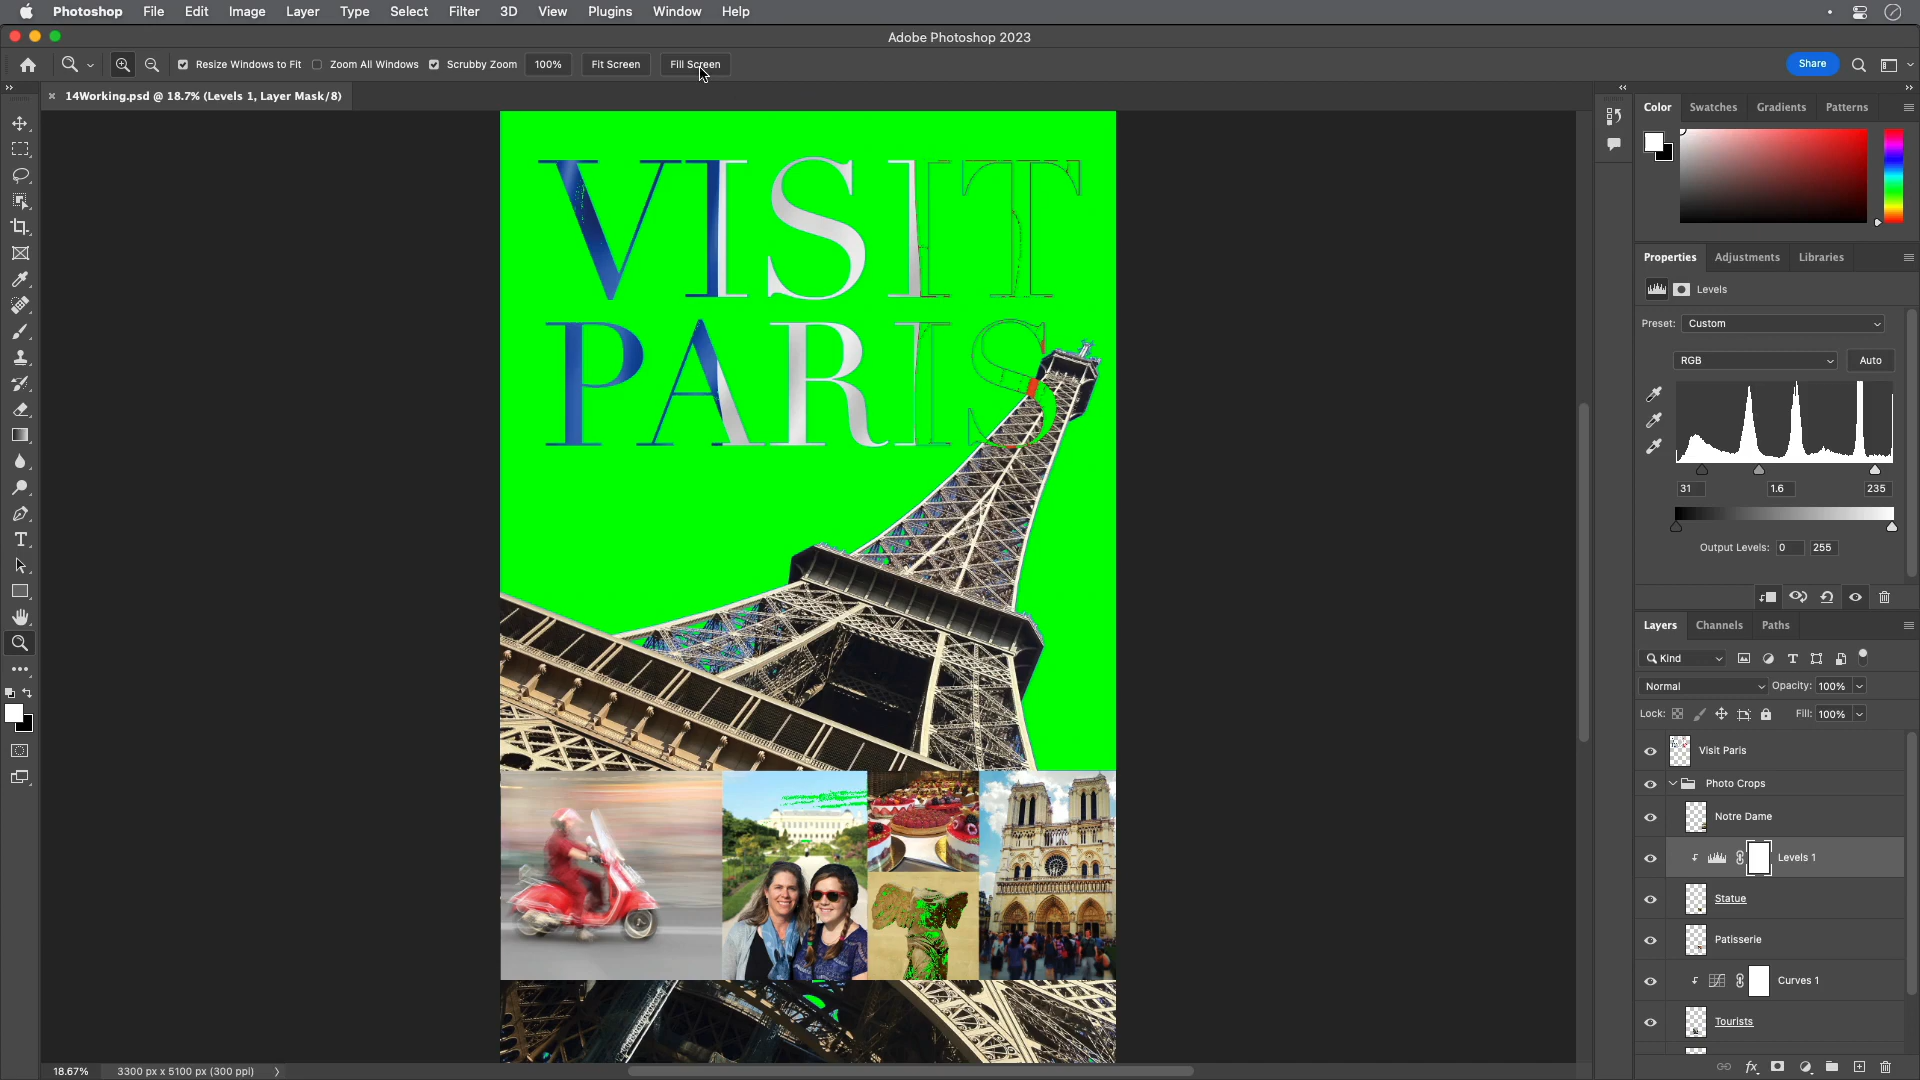 Photoshop File Edit Image Layer Type Select Filter 3D View Plugins Window Help
Adobe Photoshop 2023
Resize Windows to Fit Zoom All Windows Scrubby Zoom 100% Fit Screen Fill Screen Share
14Working.psd @ 18.7% (Levels 1, Layer Mask/8)
VISIT
PARIS
18.67% 3300 px x 5100 px (300 ppi)
Color Swatches Gradients Patterns
Properties Adjustments Libraries
Levels
Preset: Custom
RGB Auto
31 1.6 235
Output Levels: 0 255
Layers Channels Paths
Kind
Normal Opacity: 100%
Lock: Fill: 100%
Visit Paris
Photo Crops
Notre Dame
Levels 1
Statue
Patisserie
Curves 1
Tourists